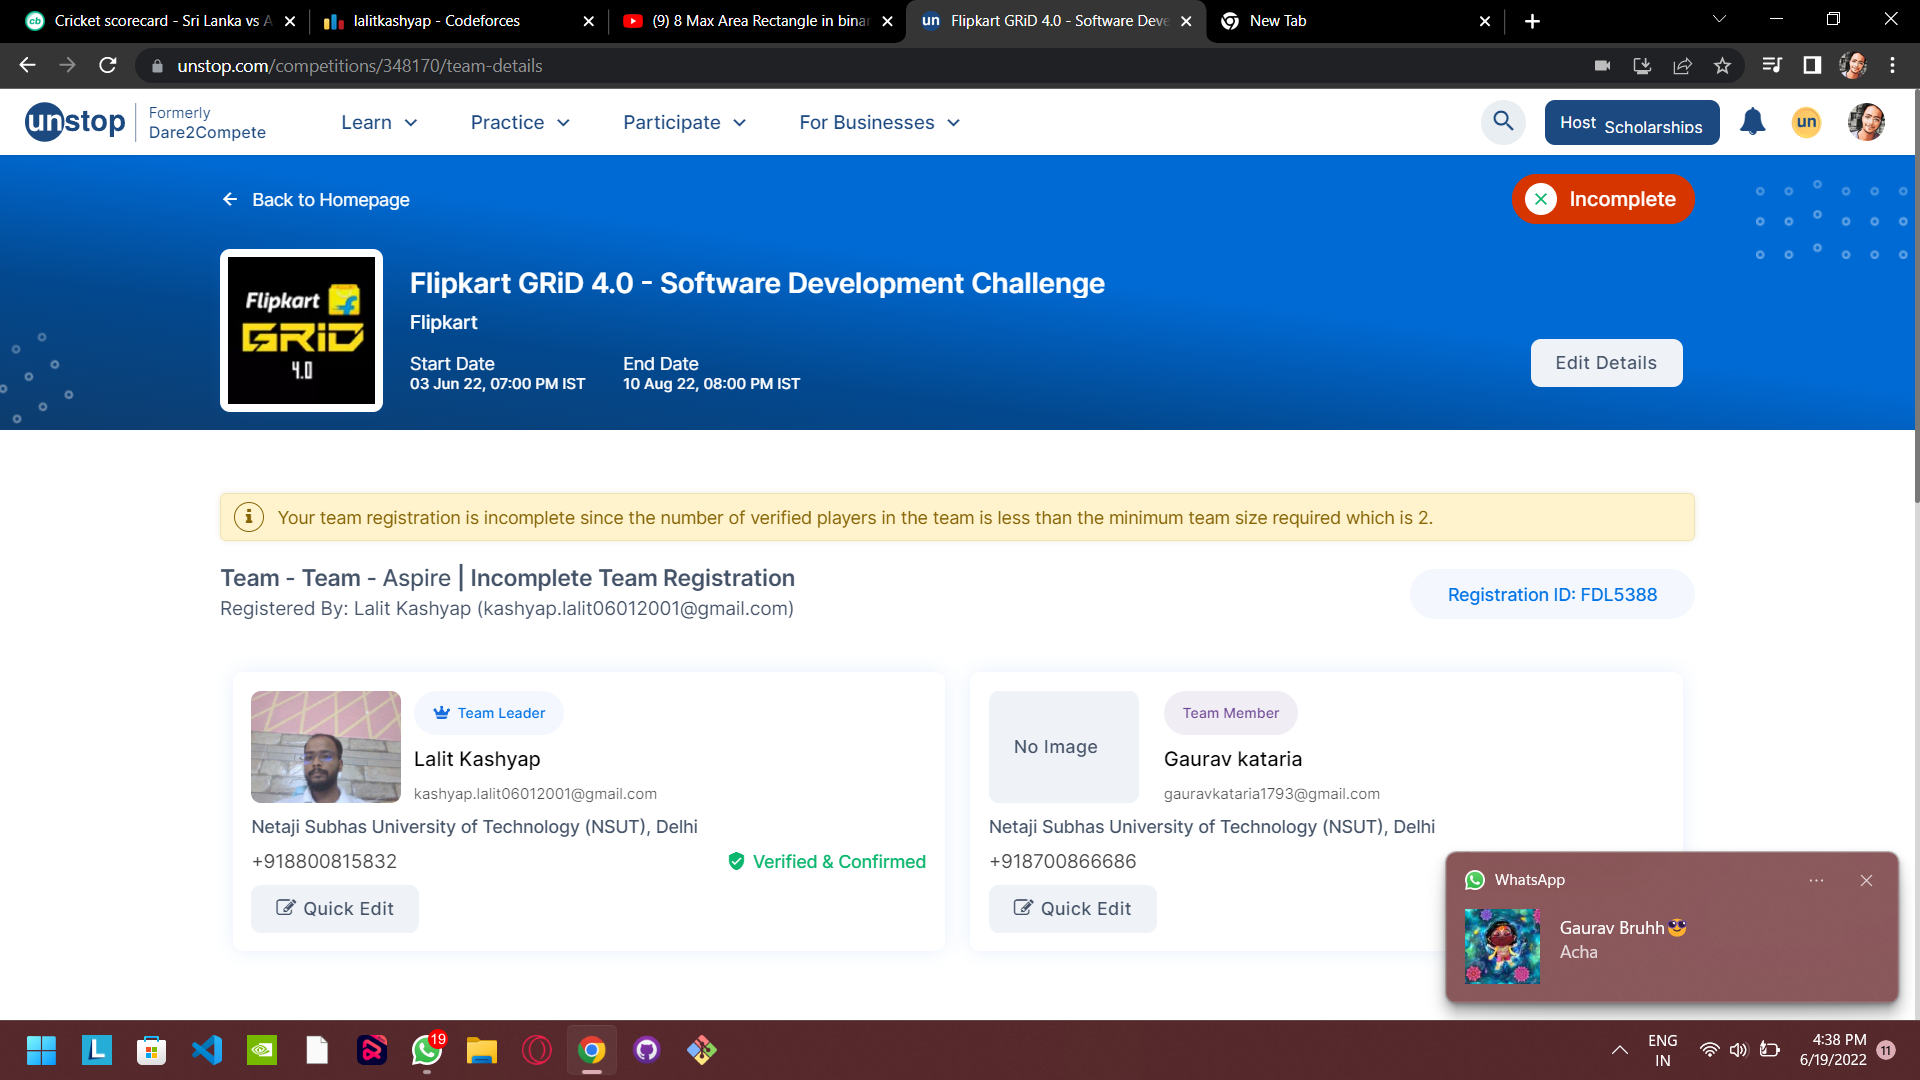 Cricket scorecard - Sri Lanka vs A
lalitkashyap - Codeforces
(9) 8 Max Area Rectangle in bina
un Flipkart GRiD 4.0 - Software Deve
New Tab
unstop.com/competitions/348170/team-details
unstop
Formerly
Dare2Compete
Learn
Practice
Participate
For Businesses
Host Scholarships
un
Back to Homepage
Incomplete
Flipkart
GRiD
4.0
Flipkart GRiD 4.0 - Software Development Challenge
Flipkart
Start Date
03 Jun 22, 07:00 PM IST
End Date
10 Aug 22, 08:00 PM IST
Edit Details
Your team registration is incomplete since the number of verified players in the team is less than the minimum team size required which is 2.
Team - Team - Aspire | Incomplete Team Registration
Registered By: Lalit Kashyap (kashyap.lalit06012001@gmail.com)
Registration ID: FDL5388
Team Leader
Lalit Kashyap
kashyap.lalit06012001@gmail.com
Netaji Subhas University of Technology (NSUT), Delhi
+918800815832
Verified & Confirmed
Quick Edit
No Image
Team Member
Gaurav kataria
gauravkataria1793@gmail.com
Netaji Subhas University of Technology (NSUT), Delhi
+918700866686
Quick Edit
WhatsApp
Gaurav Bruhh😎
Acha
19
ENG
IN
4:38 PM
6/19/2022
11